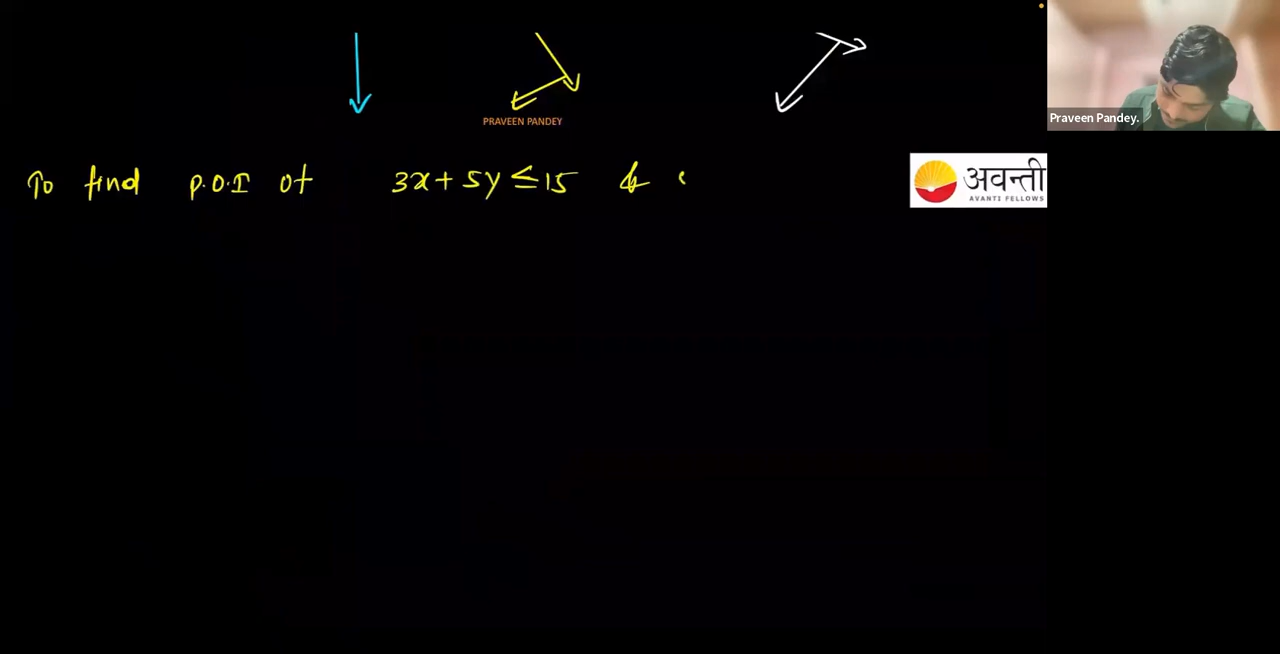 PRAVEEN PANDEY
Praveen Pandey.
To find P.O.I of 3x + 5y ≤ 15 &
अवन्ती
AVANTI FELLOWS